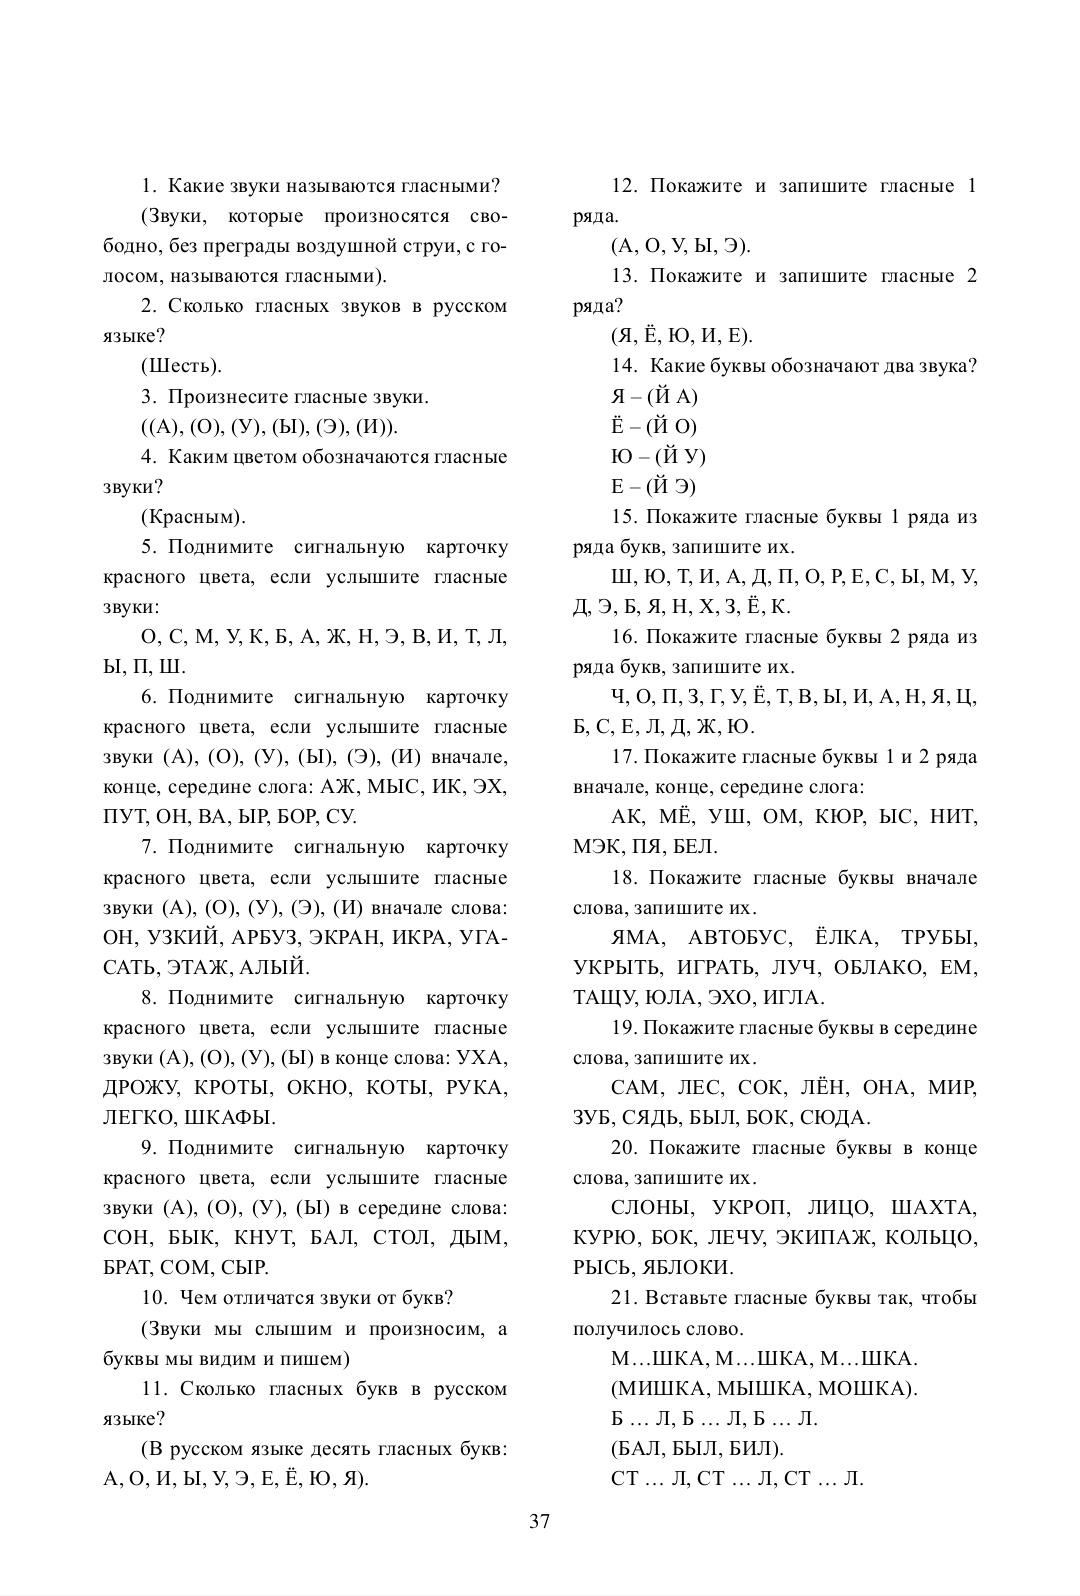 1. Какие звуки называются гласными?
(Звуки, которые произносятся сво-
бодно, без преграды воздушной струи, с го-
лосом, называются гласными).
2. Сколько гласных звуков в русском
языке?
(Шесть).
3. Произнесите гласные звуки.
((А), (О), (У), (Ы), (Э), (И)).
4. Каким цветом обозначаются гласные
звуки?
(Красным).
5. Поднимите сигнальную карточку
красного цвета, если услышите гласные
звуки:
О, С, М, У, К, Б, А, Ж, Н, Э, В, И, Т, Л,
Ы, П, Ш.
6. Поднимите сигнальную карточку
красного цвета, если услышите гласные
звуки (А), (О), (У), (Ы), (Э), (И) вначале,
конце, середине слога: АЖ, МЫС, ИК, ЭХ,
ПУТ, ОН, ВА, ЫР, БОР, СУ.
7. Поднимите сигнальную карточку
красного цвета, если услышите гласные
звуки (А), (О), (У), (Э), (И) вначале слова:
ОН, УЗКИЙ, АРБУЗ, ЭКРАН, ИКРА, УГА-
САТЬ, ЭТАЖ, АЛЫЙ.
8. Поднимите сигнальную карточку
красного цвета, если услышите гласные
звуки (А), (О), (У), (Ы) в конце слова: УХА,
ДРОЖУ, КРОТЫ, ОКНО, КОТЫ, РУКА,
ЛЕГКО, ШКАФЫ.
9. Поднимите сигнальную карточку
красного цвета, если услышите гласные
звуки (А), (О), (У), (Ы) в середине слова:
СОН, БЫК, КНУТ, БАЛ, СТОЛ, ДЫМ,
БРАТ, СОМ, СЫР.
10. Чем отличатся звуки от букв?
(Звуки мы слышим и произносим, а
буквы мы видим и пишем)
11. Сколько гласных букв в русском
языке?
(В русском языке десять гласных букв:
А, О, И, Ы, У, Э, Е, Ё, Ю, Я).
12. Покажите и запишите гласные 1
ряда.
(А, О, У, Ы, Э).
13. Покажите и запишите гласные 2
ряда?
(Я, Ё, Ю, И, Е).
14. Какие буквы обозначают два звука?
Я – (Й А)
Ё – (Й О)
Ю – (Й У)
Е – (Й Э)
15. Покажите гласные буквы 1 ряда из
ряда букв, запишите их.
Ш, Ю, Т, И, А, Д, П, О, Р, Е, С, Ы, М, У,
Д, Э, Б, Я, Н, Х, З, Ё, К.
16. Покажите гласные буквы 2 ряда из
ряда букв, запишите их.
Ч, О, П, З, Г, У, Ё, Т, В, Ы, И, А, Н, Я, Ц,
Б, С, Е, Л, Д, Ж, Ю.
17. Покажите гласные буквы 1 и 2 ряда
вначале, конце, середине слога:
АК, МЁ, УШ, ОМ, КЮР, ЫС, НИТ,
МЭК, ПЯ, БЕЛ.
18. Покажите гласные буквы вначале
слова, запишите их.
ЯМА, АВТОБУС, ЁЛКА, ТРУБЫ,
УКРЫТЬ, ИГРАТЬ, ЛУЧ, ОБЛАКО, ЕМ,
ТАЩУ, ЮЛА, ЭХО, ИГЛА.
19. Покажите гласные буквы в середине
слова, запишите их.
САМ, ЛЕС, СОК, ЛЁН, ОНА, МИР,
ЗУБ, СЯДЬ, БЫЛ, БОК, СЮДА.
20. Покажите гласные буквы в конце
слова, запишите их.
СЛОНЫ, УКРОП, ЛИЦО, ШАХТА,
КУРЮ, БОК, ЛЕЧУ, ЭКИПАЖ, КОЛЬЦО,
РЫСЬ, ЯБЛОКИ.
21. Вставьте гласные буквы так, чтобы
получилось слово.
М…ШКА, М…ШКА, М…ШКА.
(МИШКА, МЫШКА, МОШКА).
Б … Л, Б … Л, Б … Л.
(БАЛ, БЫЛ, БИЛ).
СТ … Л, СТ … Л, СТ … Л.
37